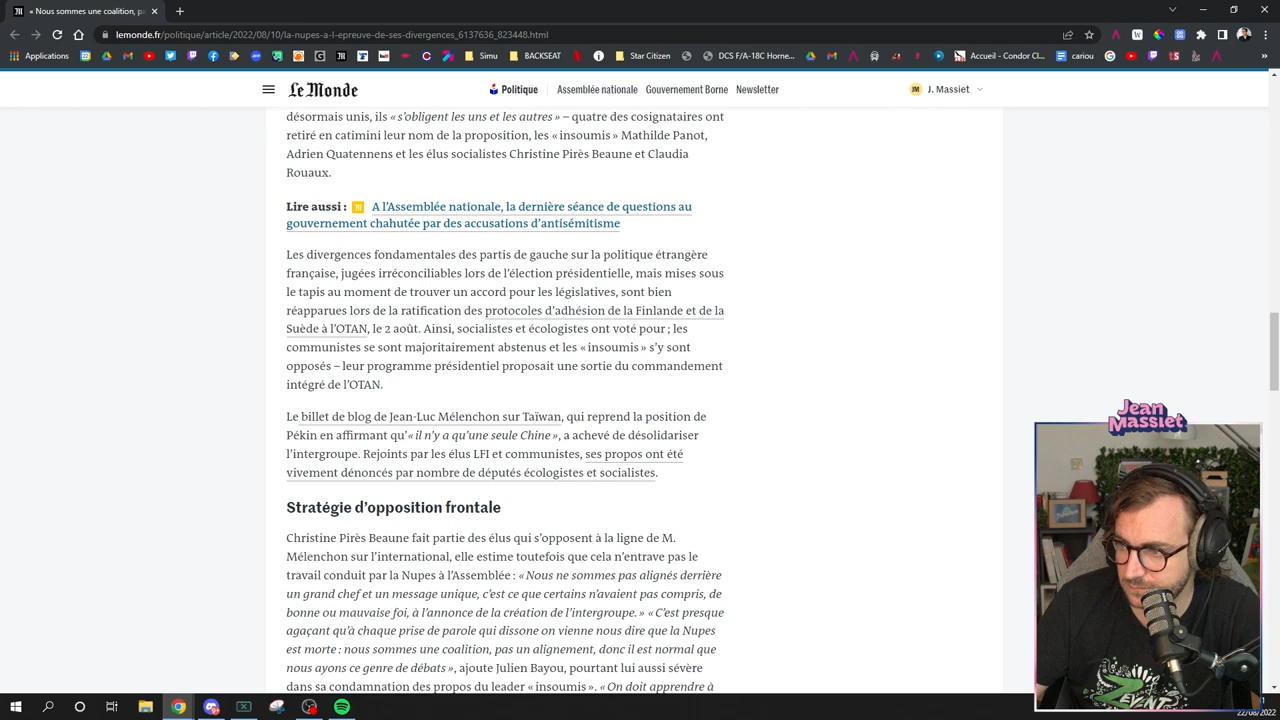 « Nous sommes une coalition, pa
lemonde.fr/politique/article/2022/08/10/la-nupes-a-l-epreuve-de-ses-divergences_6137636_823448.html
Applications
Simu
BACKSEAT
Star Citizen
DCS F/A-18C Horne...
Accueil - Condor Cl...
cariou
Le Monde
Politique
Assemblée nationale
Gouvernement Borne
Newsletter
JM
J. Massiet
désormais unis, ils « s’obligent les uns et les autres » – quatre des cosignataires ont
retiré en catimini leur nom de la proposition, les « insoumis » Mathilde Panot,
Adrien Quatennens et les élus socialistes Christine Pirès Beaune et Claudia
Rouaux.
Lire aussi : A l’Assemblée nationale, la dernière séance de questions au
gouvernement chahutée par des accusations d’antisémitisme
Les divergences fondamentales des partis de gauche sur la politique étrangère
française, jugées irréconciliables lors de l’élection présidentielle, mais mises sous
le tapis au moment de trouver un accord pour les législatives, sont bien
réapparues lors de la ratification des protocoles d’adhésion de la Finlande et de la
Suède à l’OTAN, le 2 août. Ainsi, socialistes et écologistes ont voté pour ; les
communistes se sont majoritairement abstenus et les « insoumis » s’y sont
opposés – leur programme présidentiel proposait une sortie du commandement
intégré de l’OTAN.
Le billet de blog de Jean-Luc Mélenchon sur Taïwan, qui reprend la position de
Pékin en affirmant qu’« il n’y a qu’une seule Chine », a achevé de désolidariser
l’intergroupe. Rejoints par les élus LFI et communistes, ses propos ont été
vivement dénoncés par nombre de députés écologistes et socialistes.
Stratégie d’opposition frontale
Christine Pirès Beaune fait partie des élus qui s’opposent à la ligne de M.
Mélenchon sur l’international, elle estime toutefois que cela n’entrave pas le
travail conduit par la Nupes à l’Assemblée : « Nous ne sommes pas alignés derrière
un grand chef et un message unique, c’est ce que certains n’avaient pas compris, de
bonne ou mauvaise foi, à l’annonce de la création de l’intergroupe. » « C’est presque
agaçant qu’à chaque prise de parole qui dissone on vienne nous dire que la Nupes
est morte : nous sommes une coalition, pas un alignement, donc il est normal que
nous ayons ce genre de débats », ajoute Julien Bayou, pourtant lui aussi sévère
dans sa condamnation des propos du leader « insoumis ». « On doit apprendre à
Jean
Massiet
ZEVENT
22/08/2022